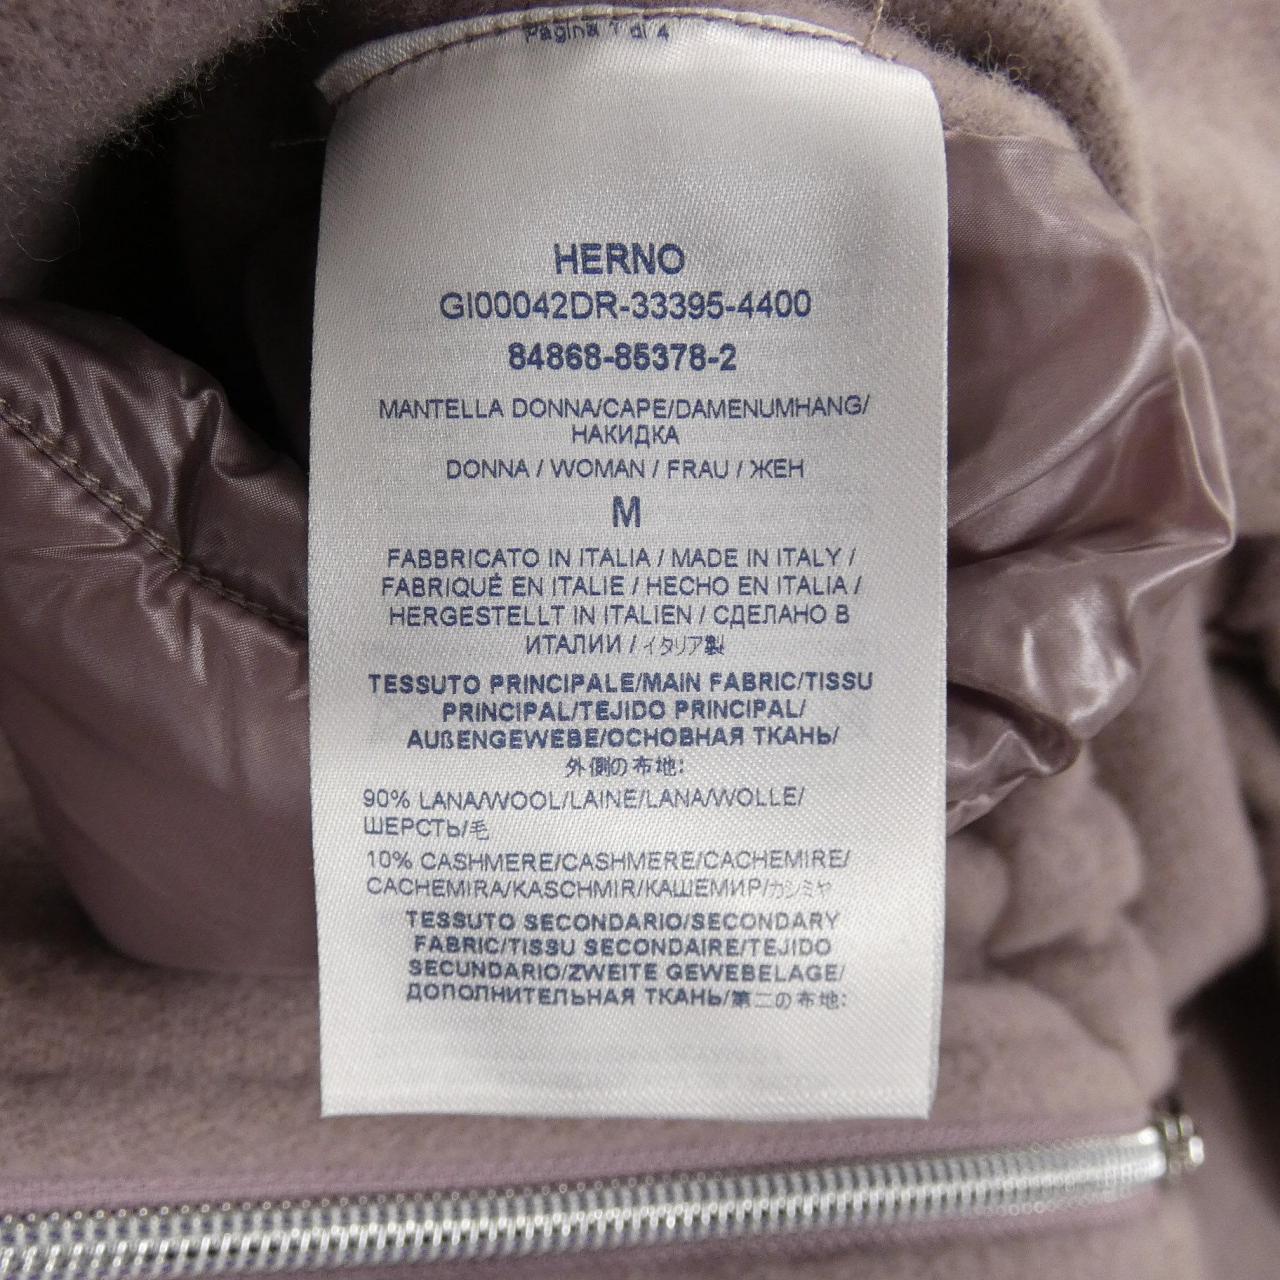 Pagina 1 di 4
HERNO
GI00042DR-33395-4400
84868-85378-2
MANTELLA DONNA/CAPE/DAMENUMHANG/
НАКИДКА
DONNA / WOMAN / FRAU / ЖЕН
M
FABBRICATO IN ITALIA / MADE IN ITALY /
FABRIQUÉ EN ITALIE / HECHO EN ITALIA /
HERGESTELLT IN ITALIEN / СДЕЛАНО В
ИТАЛИИ / イタリア製
TESSUTO PRINCIPALE/MAIN FABRIC/TISSU
PRINCIPAL/TEJIDO PRINCIPAL/
AUßENGEWEBE/ОСНОВНАЯ ТКАНЬ/
外側の布地:
90% LANA/WOOL/LAINE/LANA/WOLLE/
ШЕРСТЬ/毛
10% CASHMERE/CASHMERE/CACHEMIRE/
CACHEMIRA/KASCHMIR/КАШЕМИР/カシミヤ
TESSUTO SECONDARIO/SECONDARY
FABRIC/TISSU SECONDAIRE/TEJIDO
SECUNDARIO/ZWEITE GEWEBELAGE/
ДОПОЛНИТЕЛЬНАЯ ТКАНЬ/第二の布地: